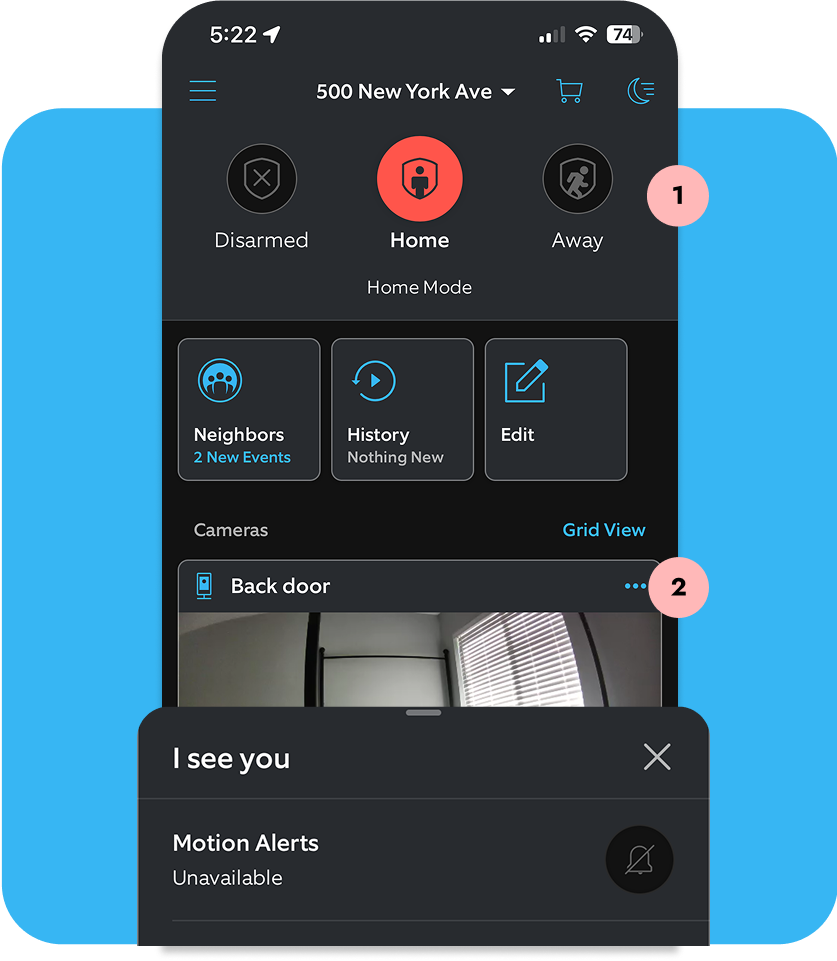 5:22
74
500 New York Ave
1
Disarmed
Home
Away
Home Mode
Neighbors
2 New Events
History
Nothing New
Edit
Cameras
Grid View
Back door
2
I see you
Motion Alerts
Unavailable